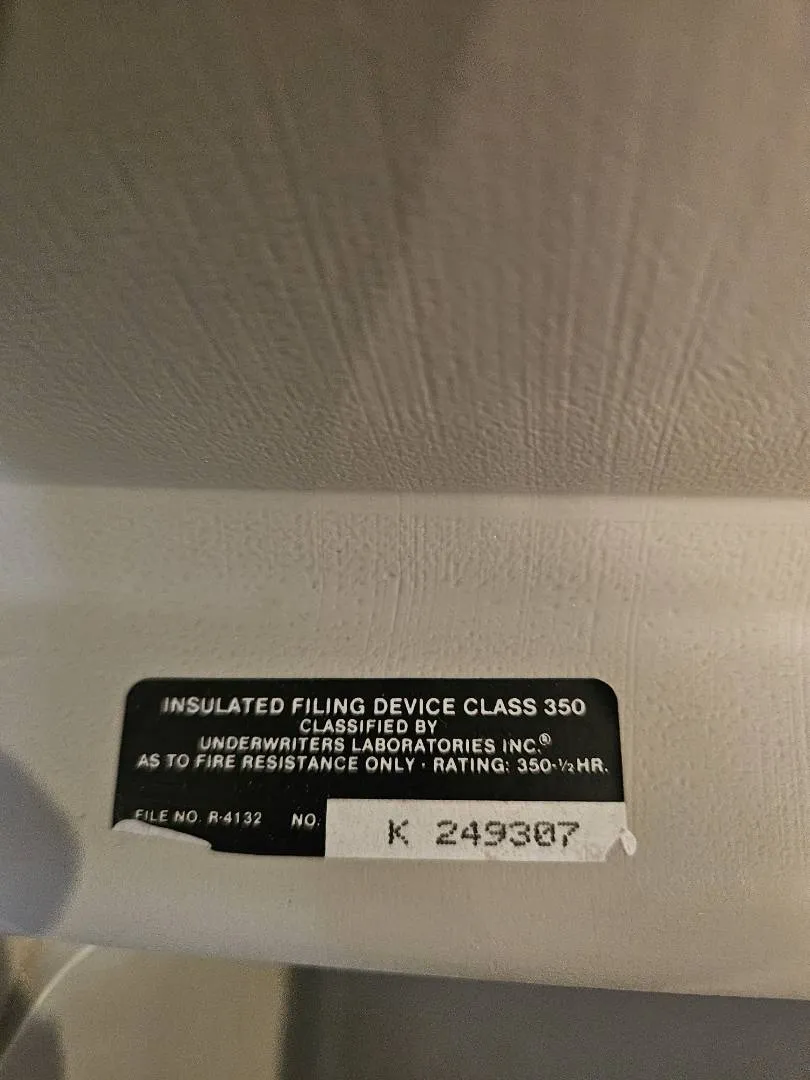 INSULATED FILING DEVICE CLASS 350
CLASSIFIED BY
UNDERWRITERS LABORATORIES INC.®
AS TO FIRE RESISTANCE ONLY · RATING: 350-½HR.
FILE NO. R-4132 NO. K 249307